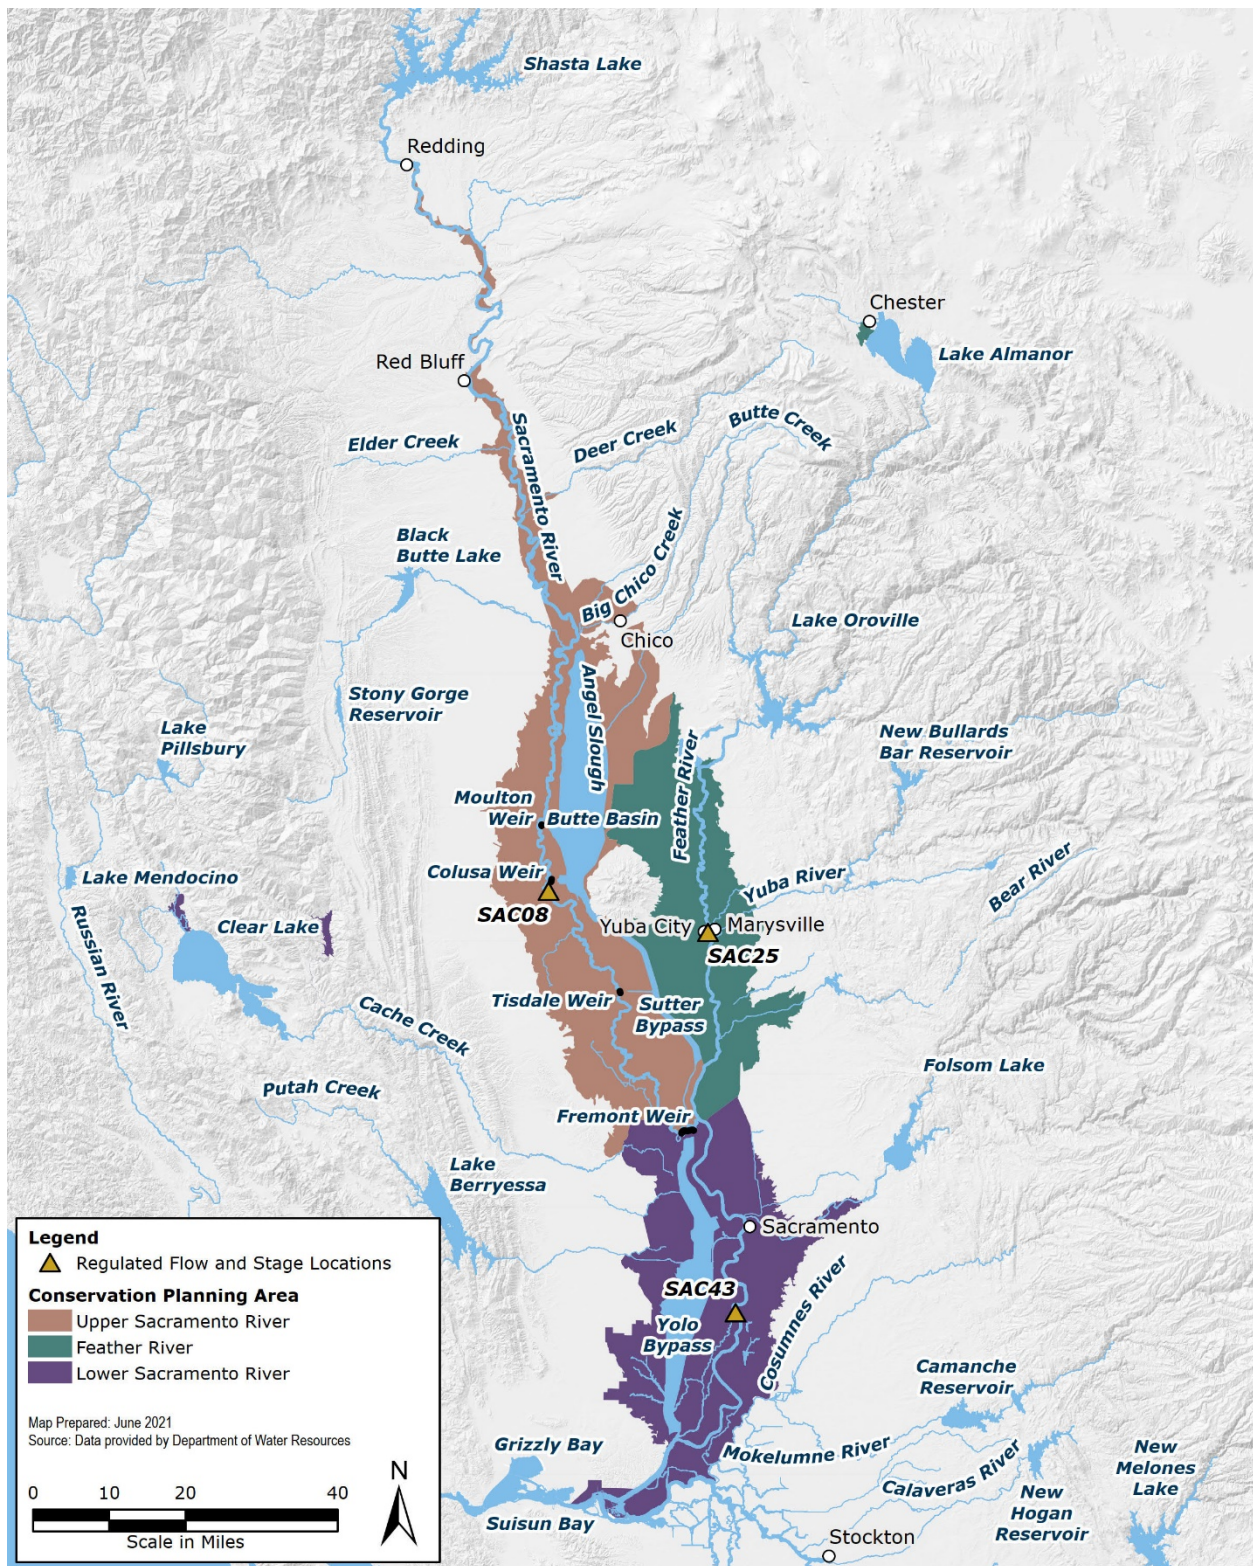 Shasta Lake
Redding
Chester
Lake Almanor
Red Bluff
Sacramento River
Elder Creek
Deer Creek
Butte Creek
Black
Butte Lake
Big Chico Creek
Chico
Lake Oroville
Angel Slough
Stony Gorge
Reservoir
Lake
Pillsbury
Feather River
New Bullards
Bar Reservoir
Moulton
Weir
Butte Basin
Colusa Weir
SAC08
Lake Mendocino
Clear Lake
Russian River
Yuba River
Bear River
Yuba City
Marysville
SAC25
Tisdale Weir
Sutter
Bypass
Cache Creek
Putah Creek
Folsom Lake
Fremont Weir
Lake
Berryessa
Sacramento
SAC43
Yolo
Bypass
Cosumnes River
Camanche
Reservoir
Mokelumne River
Calaveras River
New
Hogan
Reservoir
New
Melones
Lake
Grizzly Bay
Suisun Bay
Stockton
Legend
Regulated Flow and Stage Locations
Conservation Planning Area
Upper Sacramento River
Feather River
Lower Sacramento River
Map Prepared: June 2021
Source: Data provided by Department of Water Resources
N
0 10 20 40
Scale in Miles